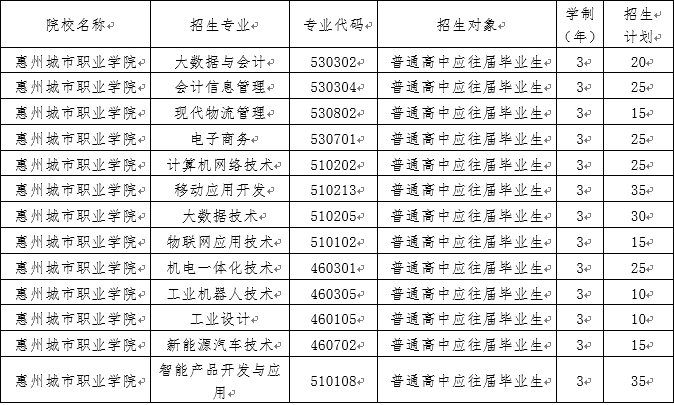 院校名称 招生专业 专业代码 招生对象 学制（年） 招生计划
惠州城市职业学院 大数据与会计 530302 普通高中应往届毕业生 3 20
惠州城市职业学院 会计信息管理 530304 普通高中应往届毕业生 3 25
惠州城市职业学院 现代物流管理 530802 普通高中应往届毕业生 3 15
惠州城市职业学院 电子商务 530701 普通高中应往届毕业生 3 25
惠州城市职业学院 计算机网络技术 510202 普通高中应往届毕业生 3 25
惠州城市职业学院 移动应用开发 510213 普通高中应往届毕业生 3 35
惠州城市职业学院 大数据技术 510205 普通高中应往届毕业生 3 30
惠州城市职业学院 物联网应用技术 510102 普通高中应往届毕业生 3 15
惠州城市职业学院 机电一体化技术 460301 普通高中应往届毕业生 3 25
惠州城市职业学院 工业机器人技术 460305 普通高中应往届毕业生 3 10
惠州城市职业学院 工业设计 460105 普通高中应往届毕业生 3 10
惠州城市职业学院 新能源汽车技术 460702 普通高中应往届毕业生 3 15
惠州城市职业学院 智能产品开发与应用 510108 普通高中应往届毕业生 3 35